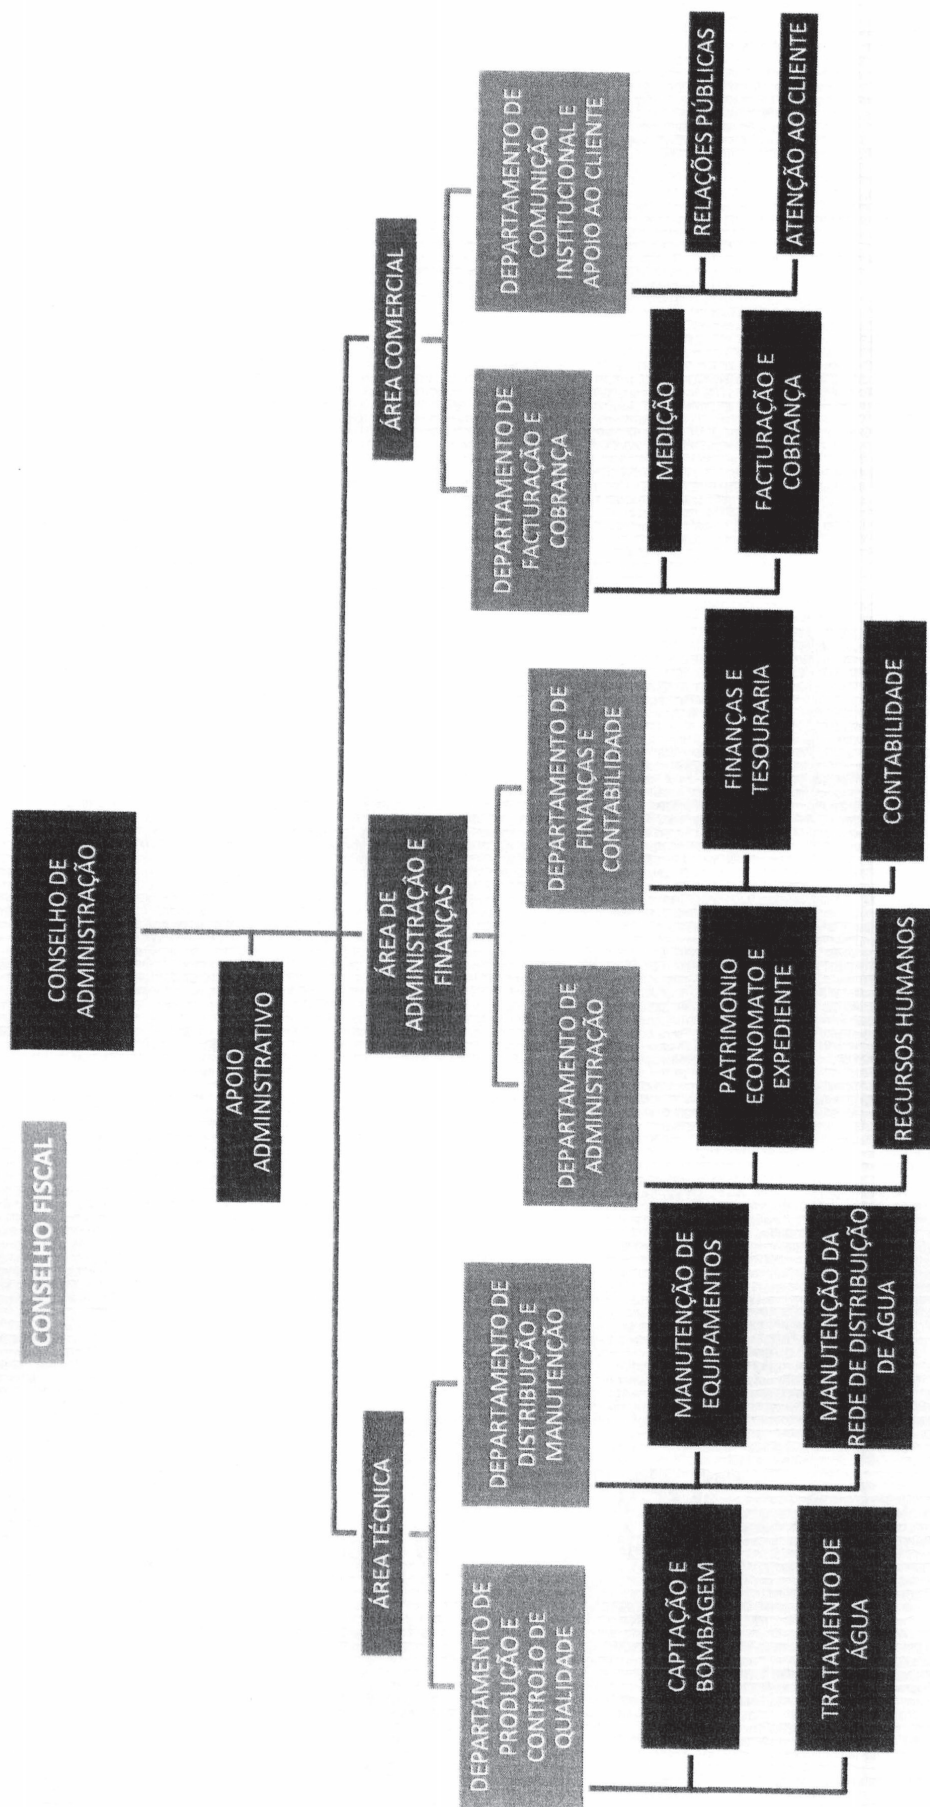 CONSELHO FISCAL
CONSELHO DE
ADMINISTRAÇÃO
APOIO
ADMINISTRATIVO
ÁREA TÉCNICA
ÁREA DE
ADMINISTRAÇÃO E
FINANÇAS
ÁREA COMERCIAL
DEPARTAMENTO DE
PRODUÇÃO E
CONTROLO DE
QUALIDADE
DEPARTAMENTO DE
DISTRIBUIÇÃO E
MANUTENÇÃO
DEPARTAMENTO DE
ADMINISTRAÇÃO
DEPARTAMENTO DE
FINANÇAS E
CONTABILIDADE
DEPARTAMENTO DE
FACTURAÇÃO E
COBRANÇA
DEPARTAMENTO DE
COMUNIÇÃO
INSTITUCIONAL E
APOIO AO CLIENTE
CAPTAÇÃO E
BOMBAGEM
TRATAMENTO DE
ÁGUA
MANUTENÇÃO DE
EQUIPAMENTOS
MANUTENÇÃO DA
REDE DE DISTRIBUIÇÃO
DE ÁGUA
PATRIMONIO
ECONOMATO E
EXPEDIENTE
RECURSOS HUMANOS
FINANÇAS E
TESOURARIA
CONTABILIDADE
MEDIÇÃO
FACTURAÇÃO E
COBRANÇA
RELAÇÕES PÚBLICAS
ATENÇÃO AO CLIENTE